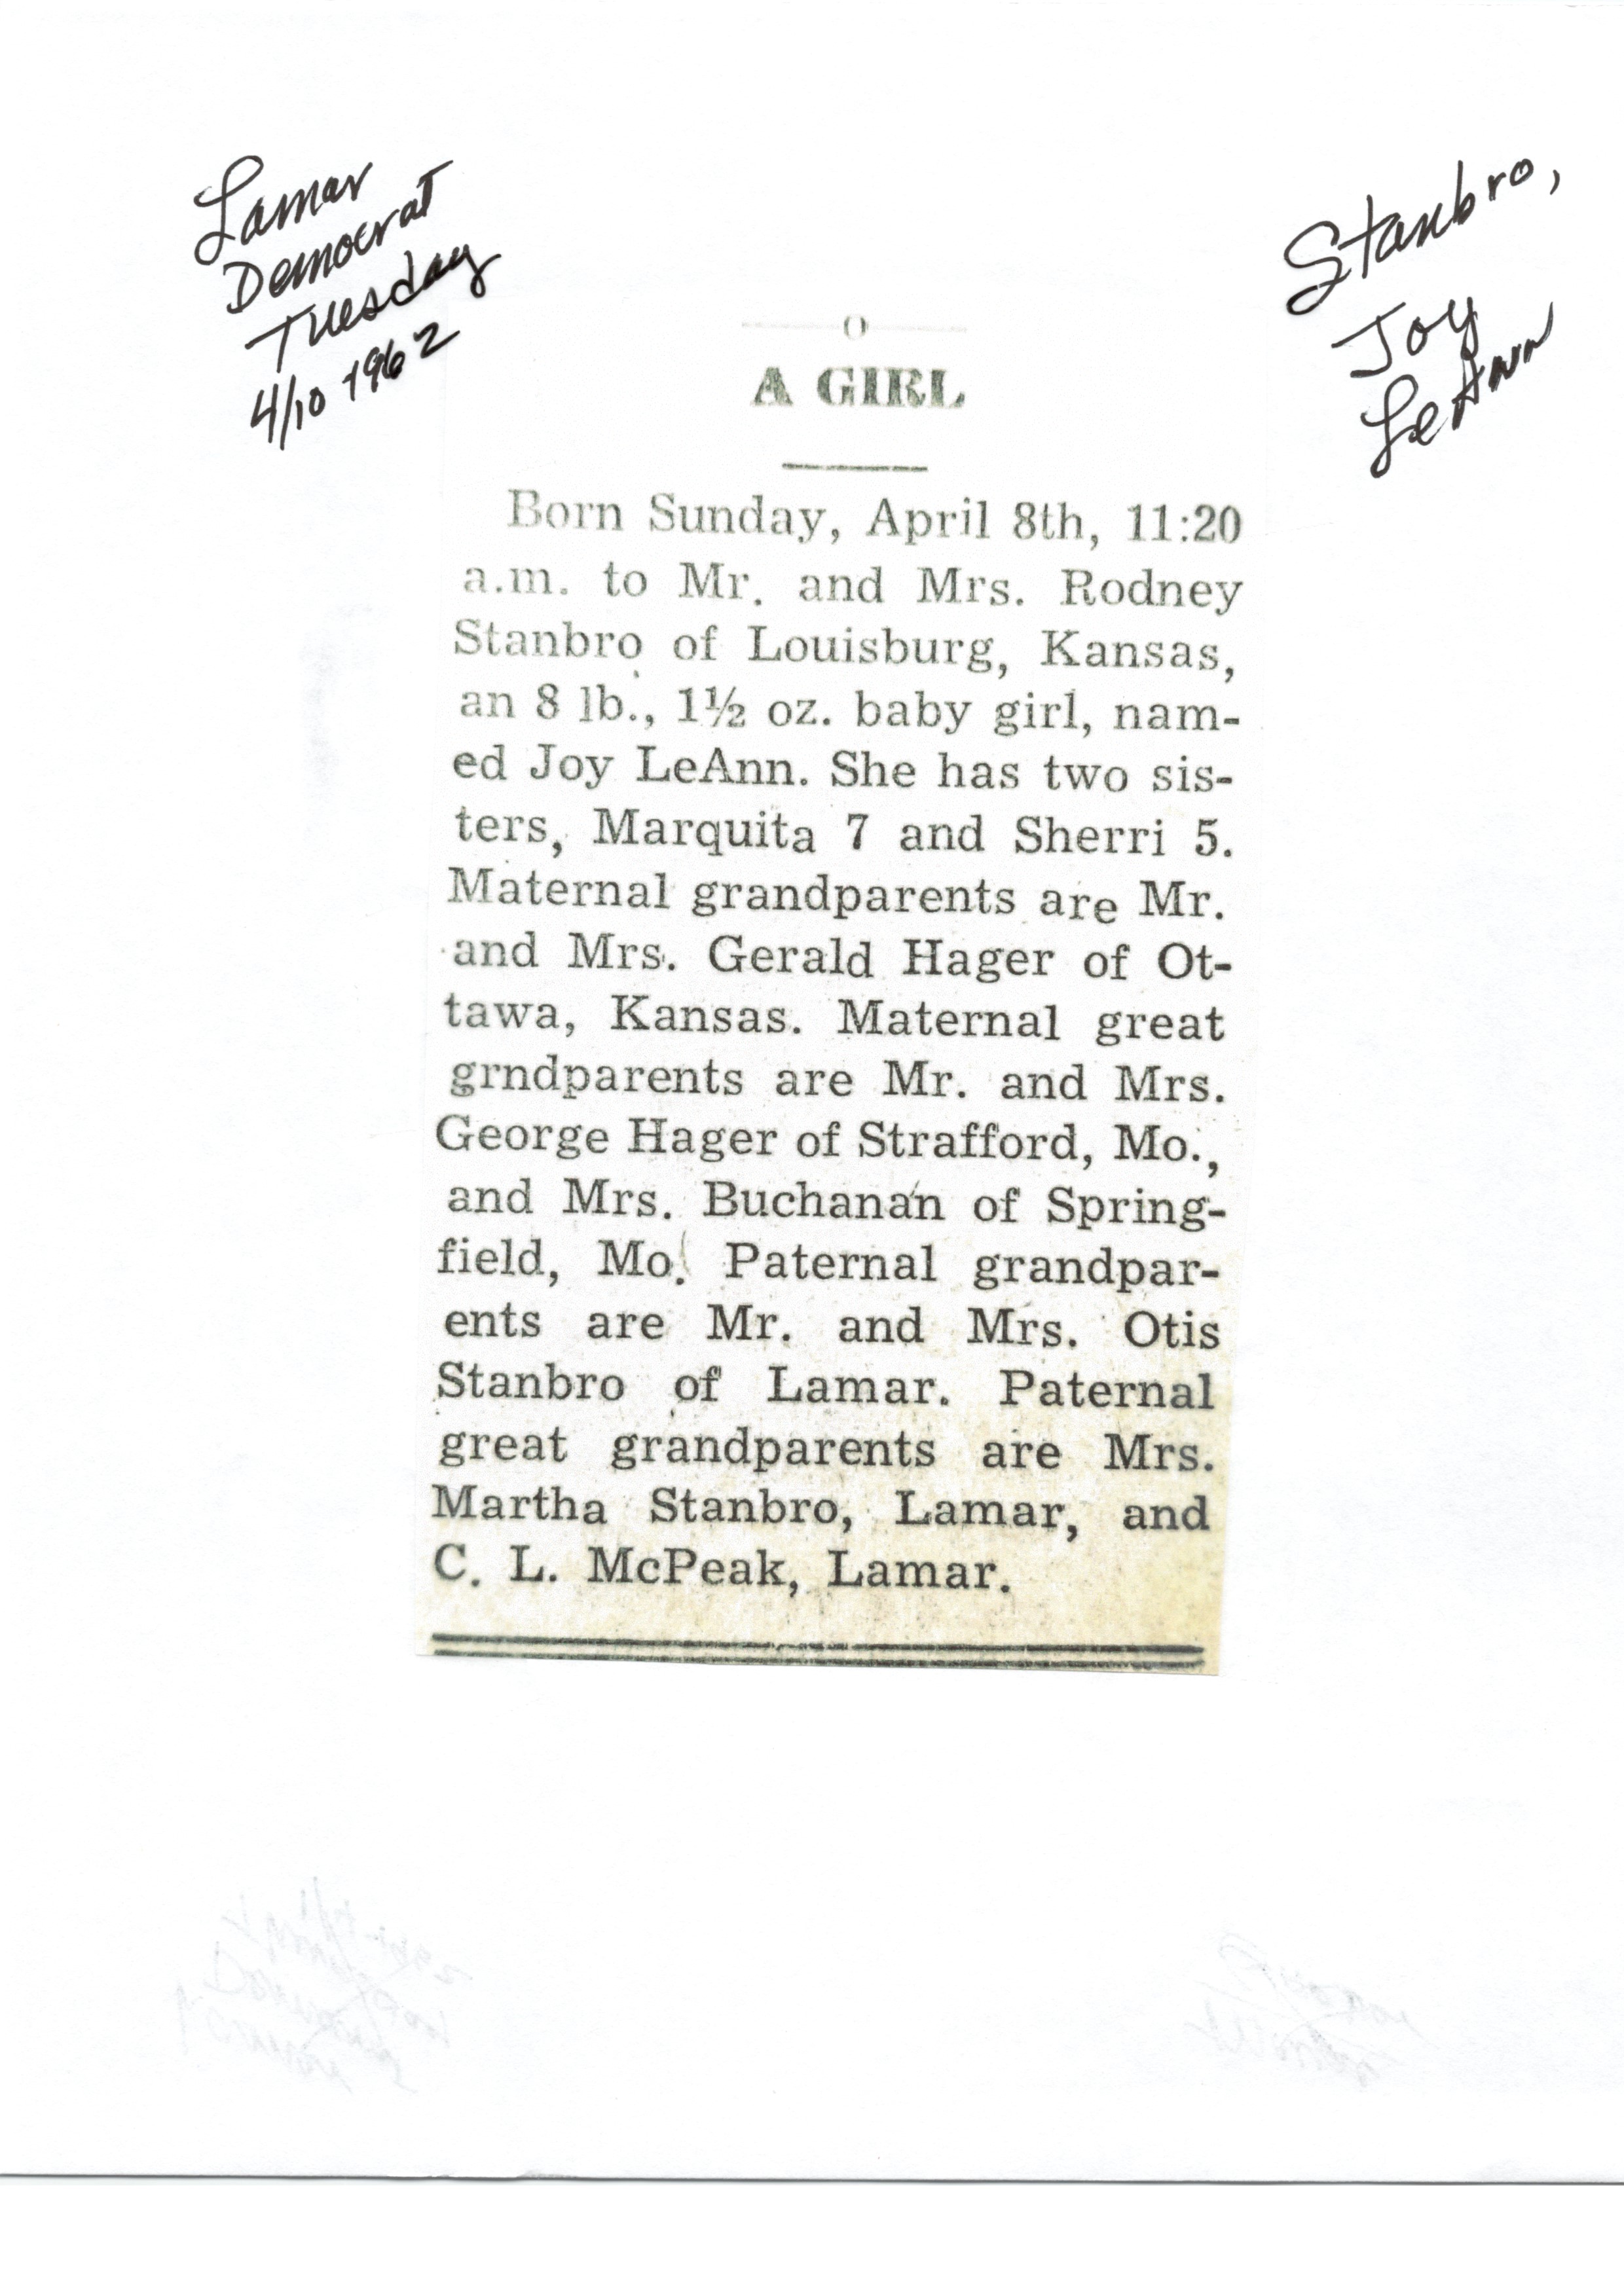 Lamar
Democrat
Tuesday
4/10 1962
Stanbro,
Joy
LeAnn
O
A GIRL
Born Sunday, April 8th, 11:20
a.m. to Mr. and Mrs. Rodney
Stanbro of Louisburg, Kansas,
an 8 lb., 1½ oz. baby girl, nam-
ed Joy LeAnn. She has two sis-
ters, Marquita 7 and Sherri 5.
Maternal grandparents are Mr.
and Mrs. Gerald Hager of Ot-
tawa, Kansas. Maternal great
grndparents are Mr. and Mrs.
George Hager of Strafford, Mo.,
and Mrs. Buchanan of Spring-
field, Mo. Paternal grandpar-
ents are Mr. and Mrs. Otis
Stanbro of Lamar. Paternal
great grandparents are Mrs.
Martha Stanbro, Lamar, and
C. L. McPeak, Lamar.